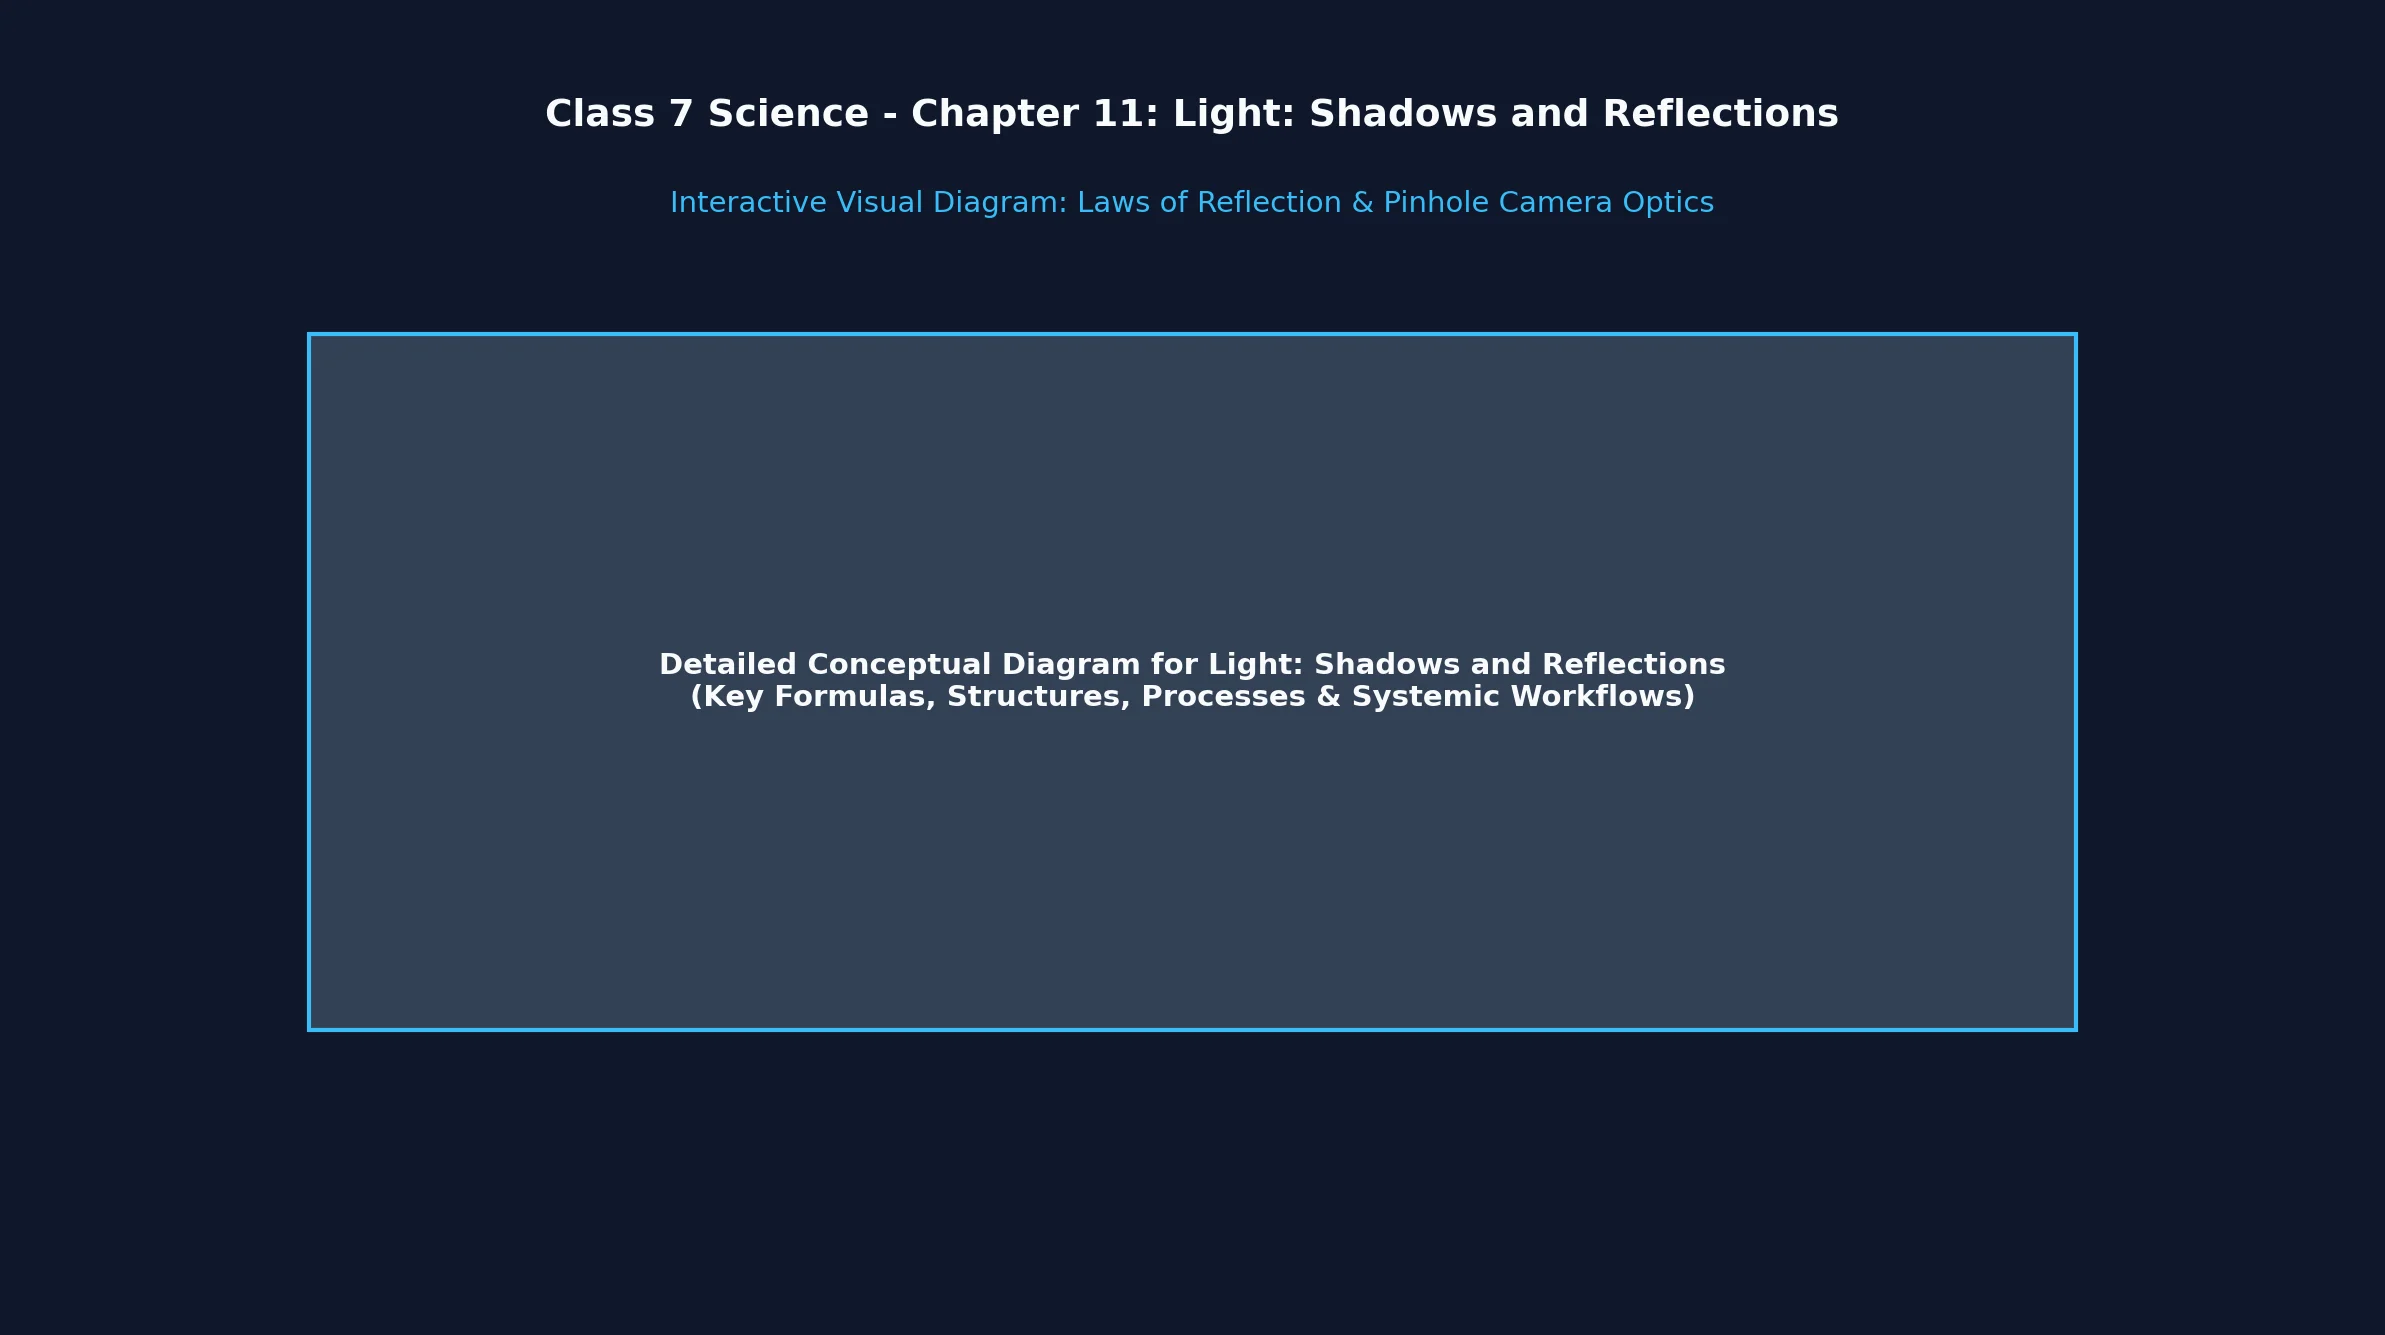 Class 7 Science - Chapter 11: Light: Shadows and Reflections
Interactive Visual Diagram: Laws of Reflection & Pinhole Camera Optics
Detailed Conceptual Diagram for Light: Shadows and Reflections
(Key Formulas, Structures, Processes & Systemic Workflows)